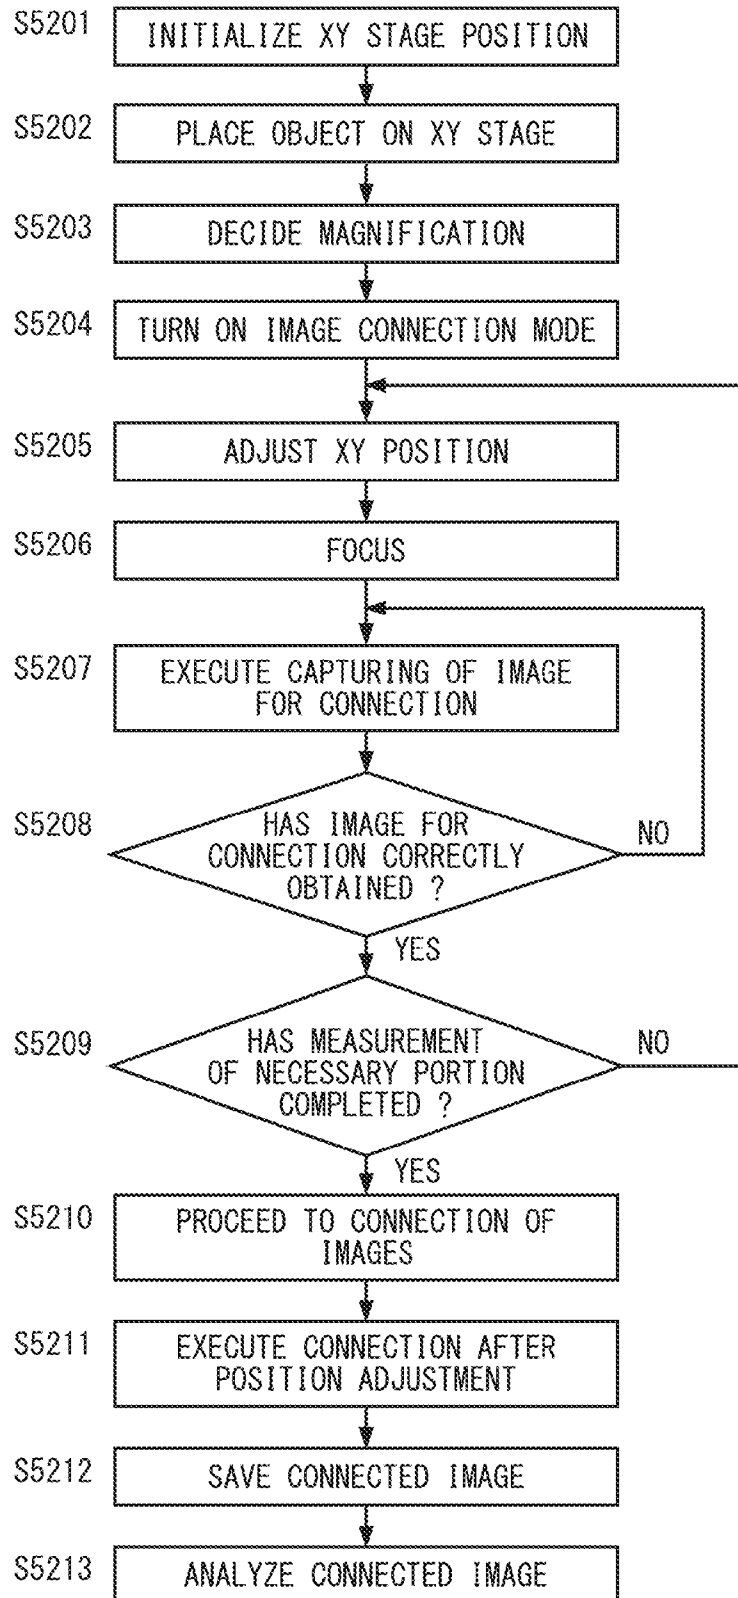 S5201
INITIALIZE XY STAGE POSITION
S5202
PLACE OBJECT ON XY STAGE
S5203
DECIDE MAGNIFICATION
S5204
TURN ON IMAGE CONNECTION MODE
S5205
ADJUST XY POSITION
S5206
FOCUS
S5207
EXECUTE CAPTURING OF IMAGE
FOR CONNECTION
S5208
HAS IMAGE FOR
CONNECTION CORRECTLY
OBTAINED ?
NO
YES
S5209
HAS MEASUREMENT
OF NECESSARY PORTION
COMPLETED ?
NO
YES
S5210
PROCEED TO CONNECTION OF
IMAGES
S5211
EXECUTE CONNECTION AFTER
POSITION ADJUSTMENT
S5212
SAVE CONNECTED IMAGE
S5213
ANALYZE CONNECTED IMAGE